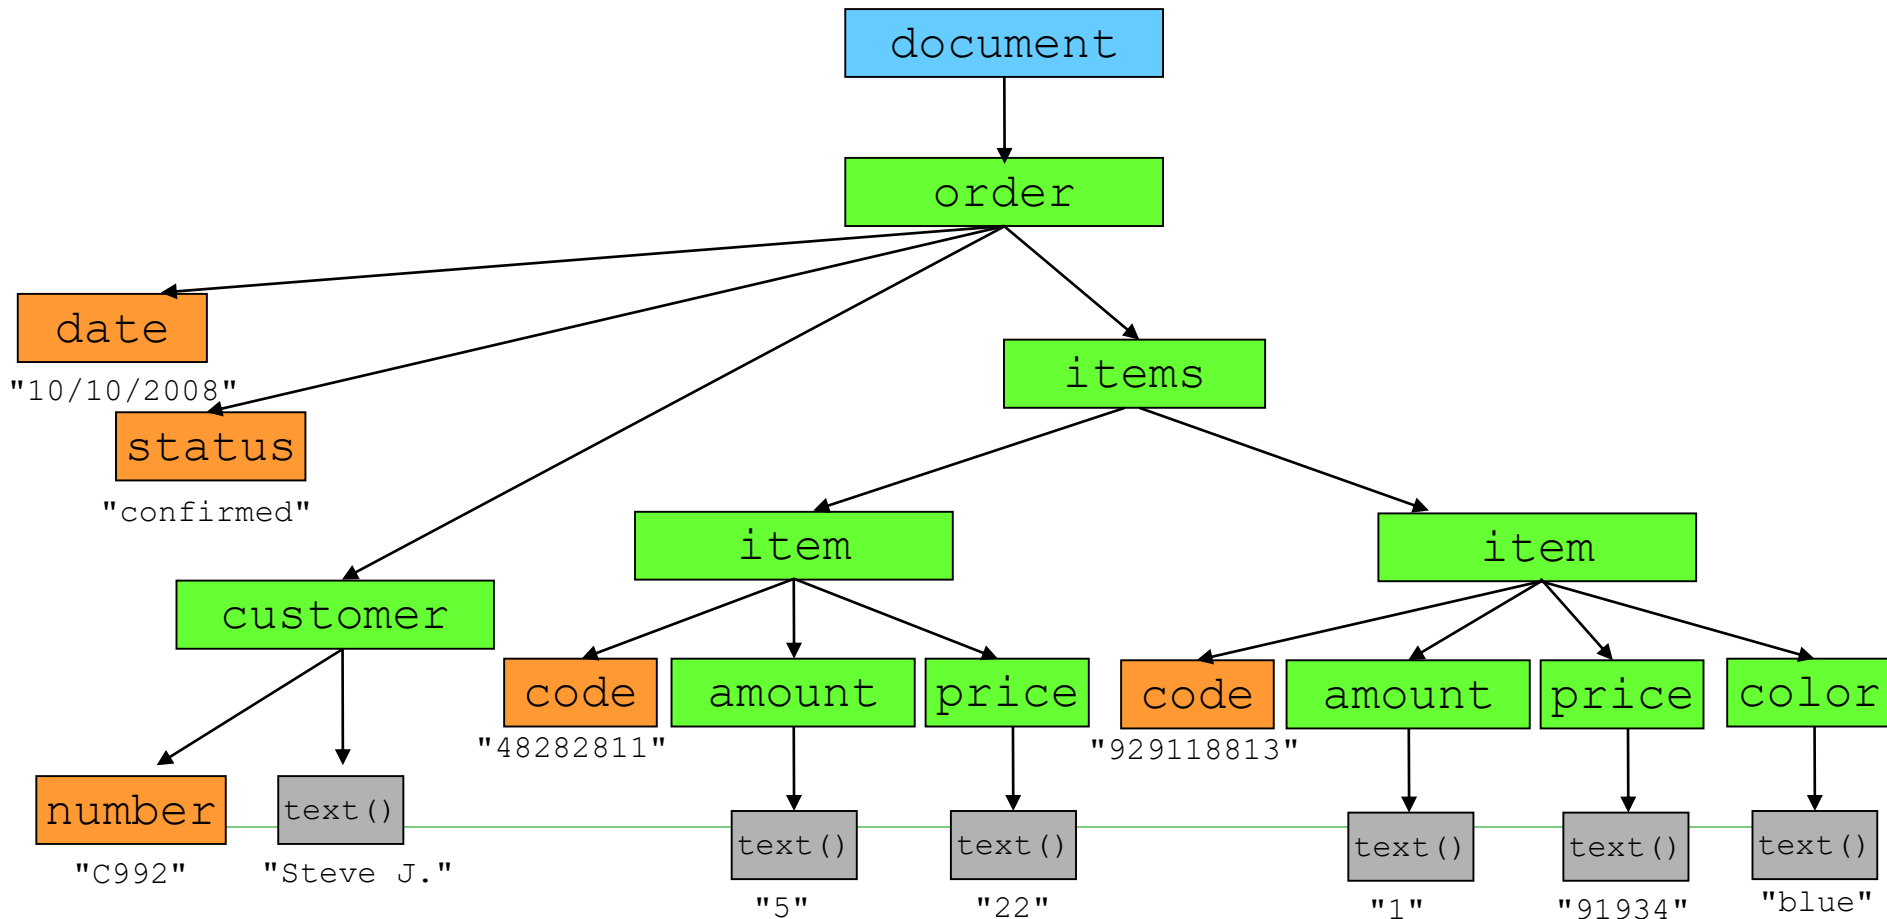 document
order
date
"10/10/2008"
items
status
"confirmed"
item
item
customer
code
amount
price
code
amount
price
color
"48282811"
"929118813"
number
text()
text()
text()
text()
text()
text()
"C992"
"Steve J."
"5"
"22"
"1"
"91934"
"blue"